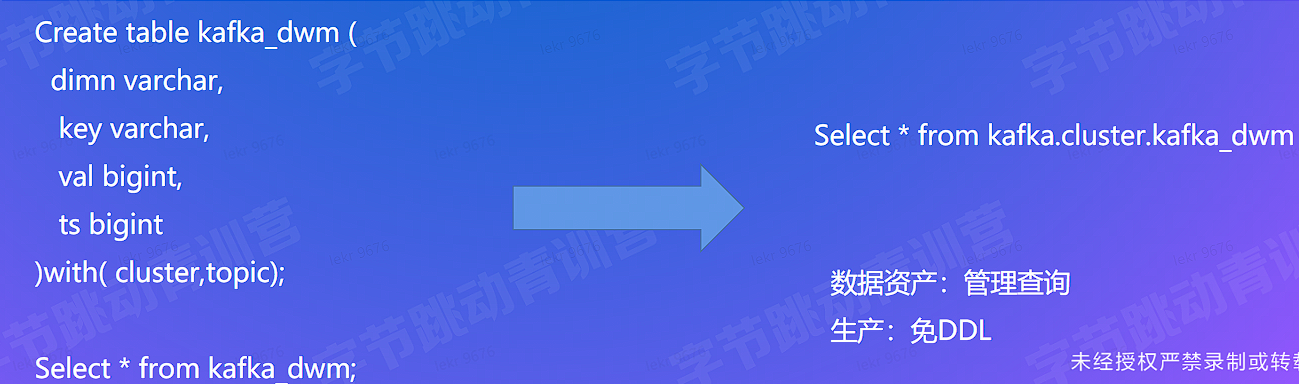 Create table kafka_dwm (
dimn varchar,
key varchar,
val bigint,
ts bigint
)with( cluster,topic);
Select * from kafka_dwm;
Select * from kafka.cluster.kafka_dwm
数据资产：管理查询
生产：免DDL
未经授权严禁录制或转载
字节跳动青训营